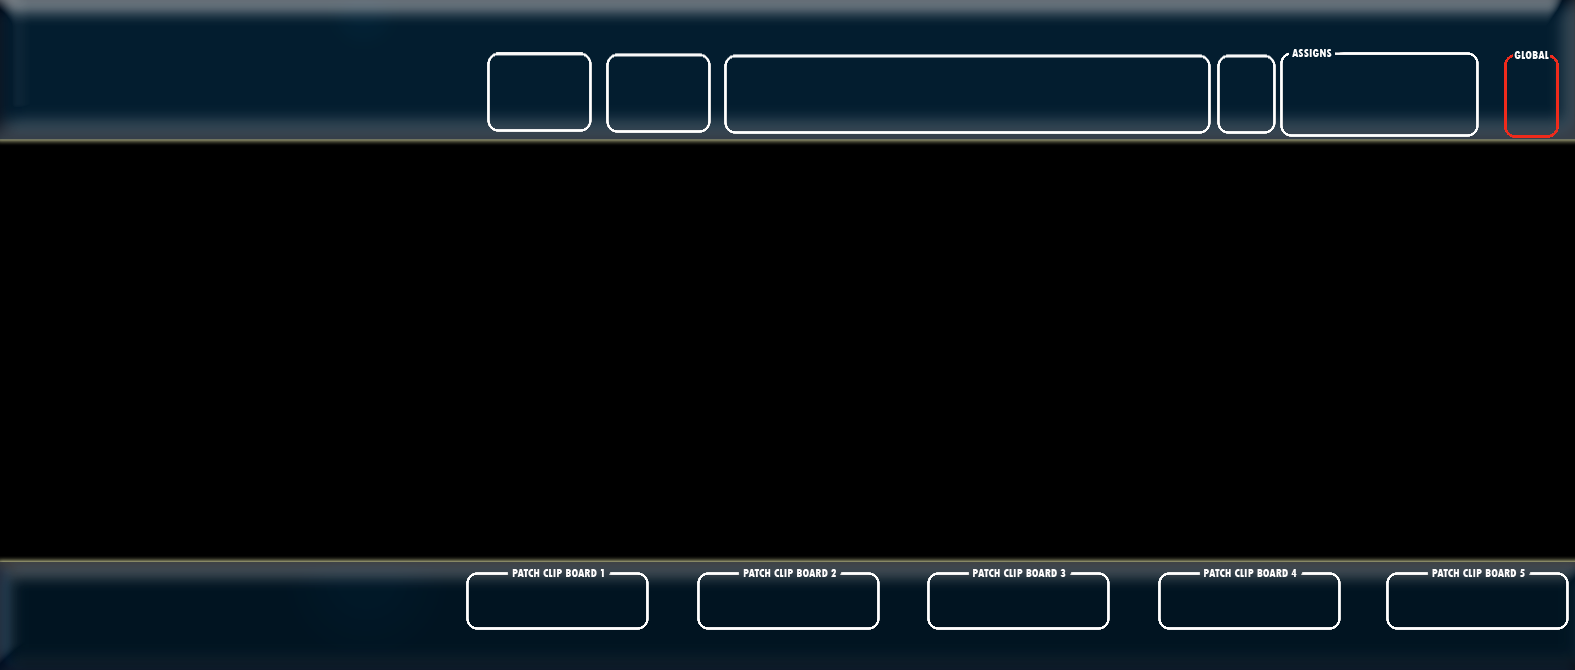 ASSIGNS
GLOBAL
PATCH CLIP BOARD 1
PATCH CLIP BOARD 2
PATCH CLIP BOARD 3
PATCH CLIP BOARD 4
PATCH CLIP BOARD 5